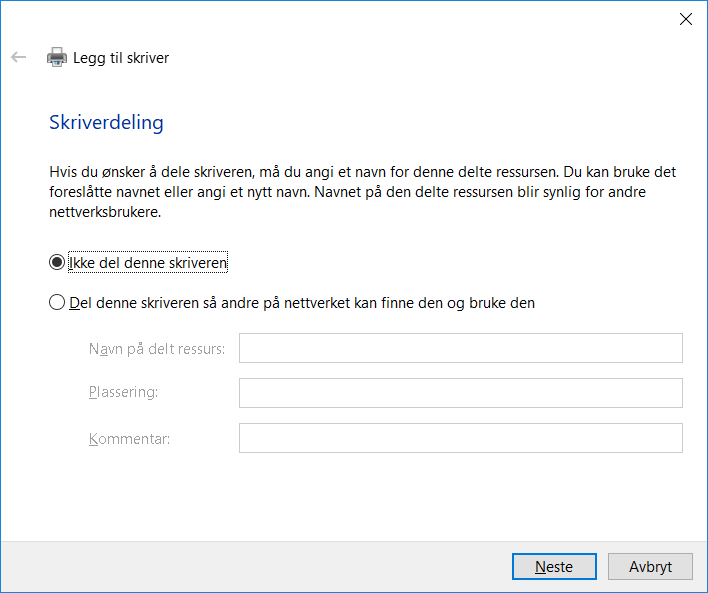 Legg til skriver
Skriverdeling
Hvis du ønsker å dele skriveren, må du angi et navn for denne delte ressursen. Du kan bruke det
foreslåtte navnet eller angi et nytt navn. Navnet på den delte ressursen blir synlig for andre
nettverksbrukere.
Ikke del denne skriveren
Del denne skriveren så andre på nettverket kan finne den og bruke den
Navn på delt ressurs:
Plassering:
Kommentar:
Neste Avbryt